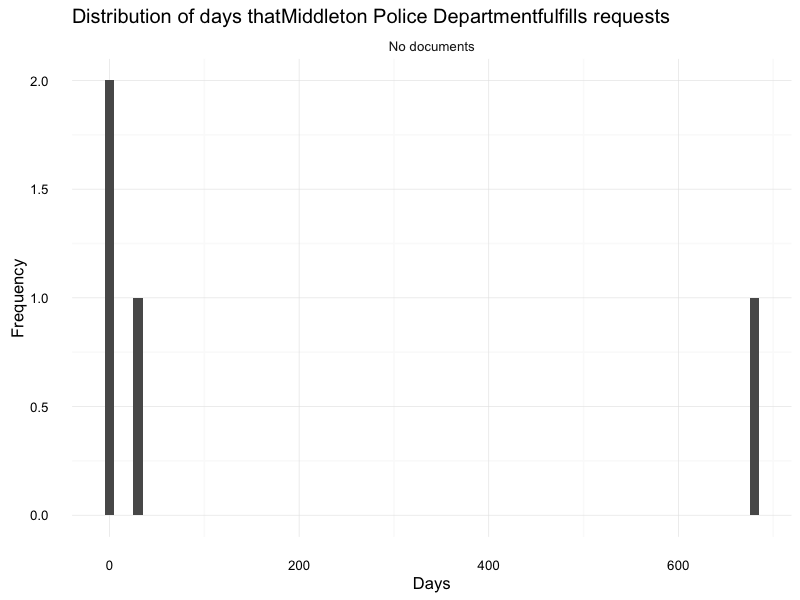 Distribution of days thatMiddleton Police Departmentfulfills requests
No documents
2.0
1.5
1.0
0.5
0.0
Frequency
0 200 400 600
Days